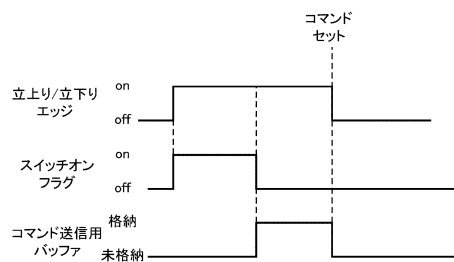 コマンド
セット
立上り/立下り
エッジ
on
off
スイッチオン
フラグ
on
off
コマンド送信用
バッファ
格納
未格納